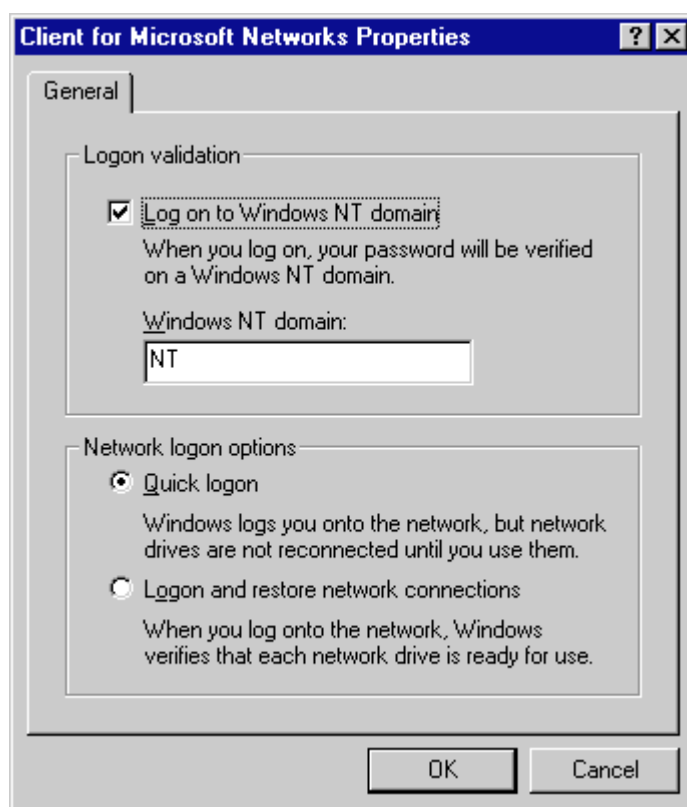 Client for Microsoft Networks Properties
General
Logon validation
Log on to Windows NT domain
When you log on, your password will be verified
on a Windows NT domain.
Windows NT domain:
NT
Network logon options
Quick logon
Windows logs you onto the network, but network
drives are not reconnected until you use them.
Logon and restore network connections
When you log onto the network, Windows
verifies that each network drive is ready for use.
OK Cancel